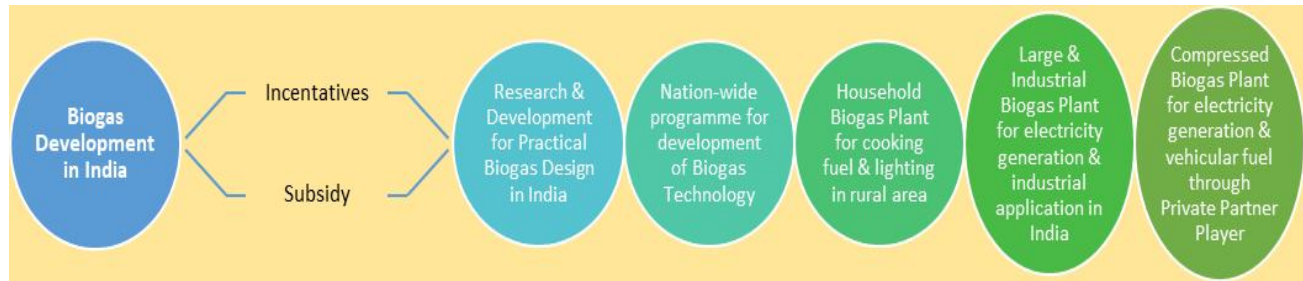 Biogas
Development
in India
Incentatives
Subsidy
Research &
Development
for Practical
Biogas Design
in India
Nation-wide
programme for
development
of Biogas
Technology
Household
Biogas Plant
for cooking
fuel & lighting
in rural area
Large &
Industrial
Biogas Plant
for electricity
generation &
industrial
application in
India
Compressed
Biogas Plant
for electricity
generation &
vehicular fuel
through
Private Partner
Player